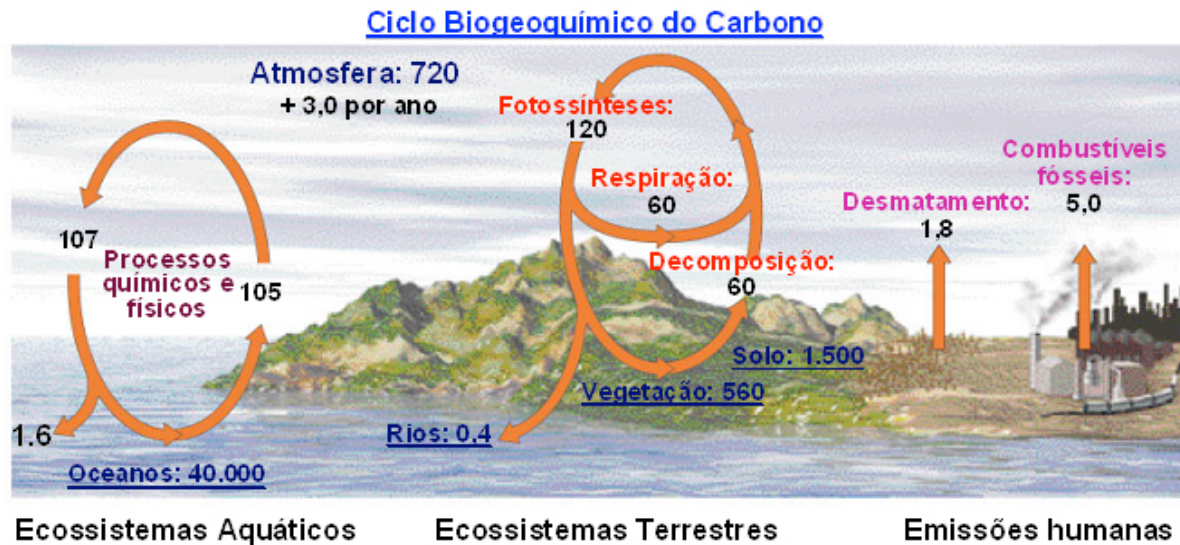 Ciclo Biogeoquímico do Carbono
Atmosfera: 720
+ 3,0 por ano
Fotossínteses:
120
Respiração:
60
Decomposição:
60
Combustíveis
fósseis:
5,0
Desmatamento:
1,8
107
Processos
químicos e
físicos
105
Solo: 1.500
Vegetação: 560
1.6
Rios: 0,4
Oceanos: 40.000
Ecossistemas Aquáticos
Ecossistemas Terrestres
Emissões humanas